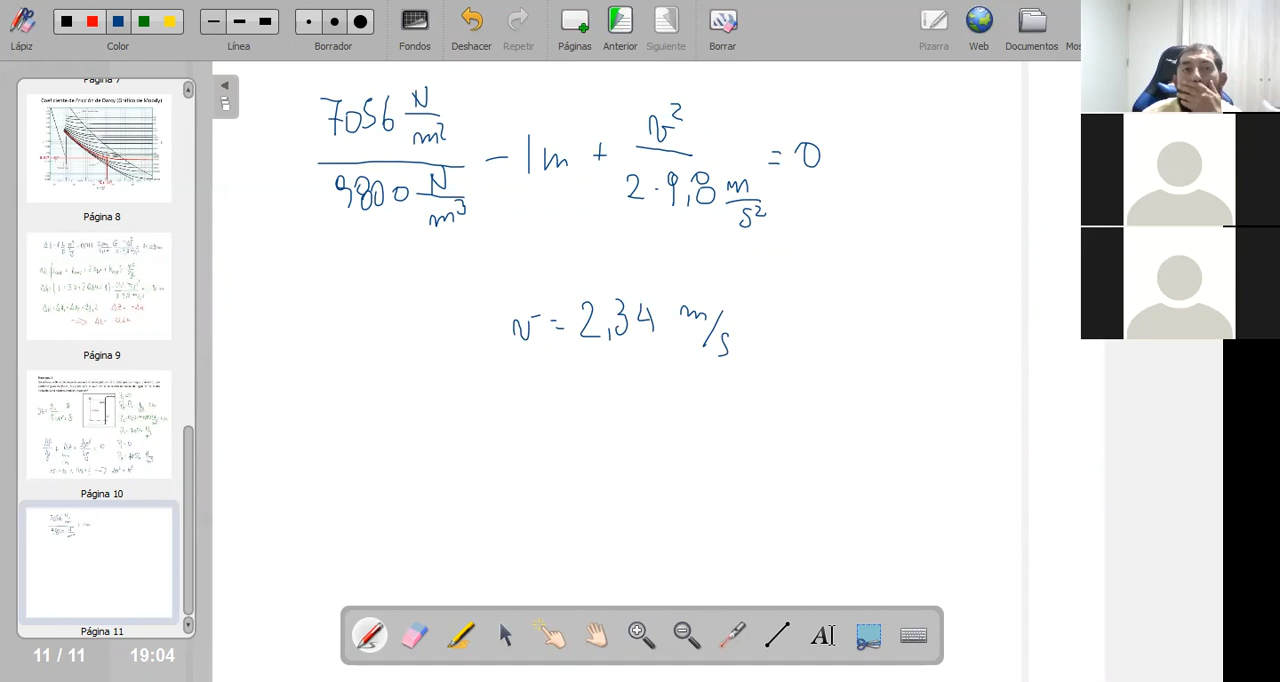 Lápiz
Color
Línea
Borrador
Fondos
Deshacer
Repetir
Páginas
Anterior
Siguiente
Borrar
Pizarra
Web
Documentos
Mos
Página 7
Coeficiente de Fricción de Darcy (Gráfico de Moody)
Página 8
Página 9
Página 10
Página 11
11 / 11
19:04
7056 N/m² / 9800 N/m³ - 1m + v² / 2·9,8 m/s² = 0
v = 2,34 m/s